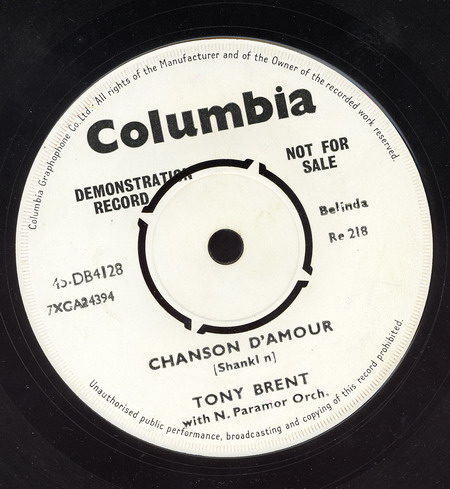 Columbia Graphophone Co. Ltd. All rights of the Manufacturer and of the Owner of the recorded work reserved.
Columbia
DEMONSTRATION
RECORD
NOT FOR
SALE
Belinda
Re 218
45-DB4128
7XCA24394
CHANSON D'AMOUR
[Shankl n]
TONY BRENT
with N. Paramor Orch.
Unauthorised public performance, broadcasting and copying of this record prohibited.